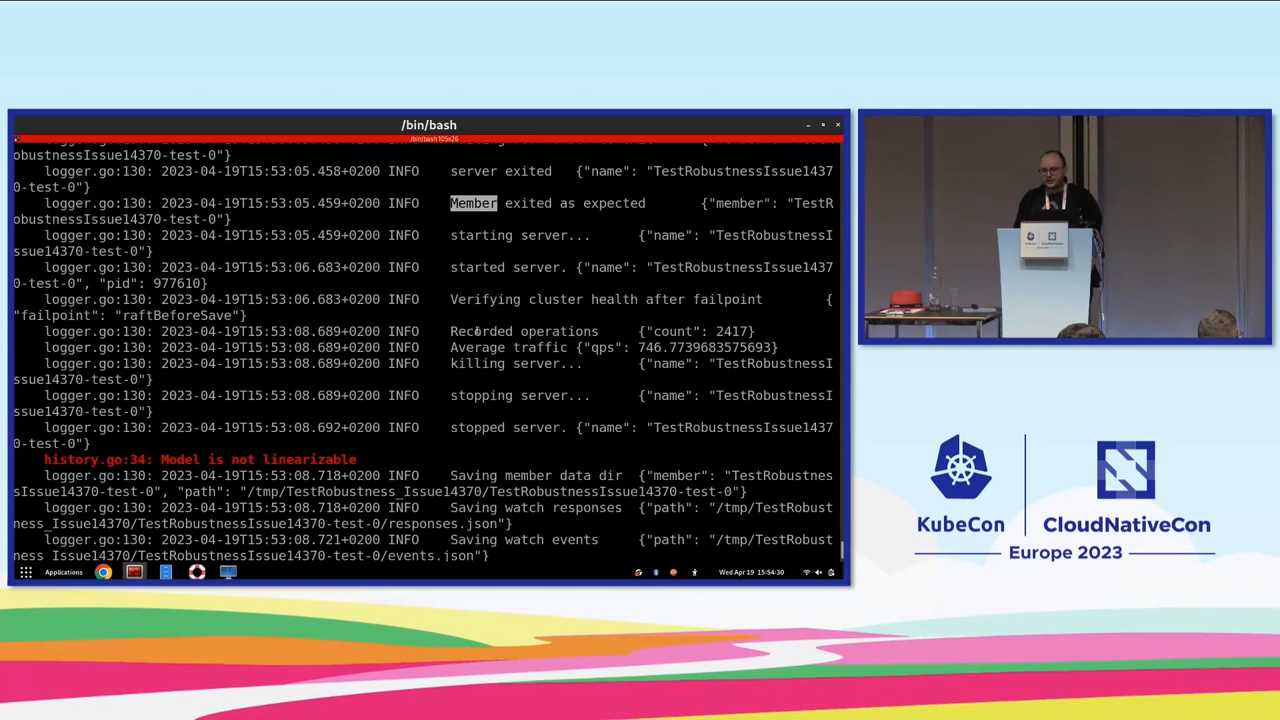 /bin/bash
/bin/bash 105x26
obustnessIssue14370-test-0"}
logger.go:130: 2023-04-19T15:53:05.458+0200 INFO server exited {"name": "TestRobustnessIssue1437
0-test-0"}
logger.go:130: 2023-04-19T15:53:05.459+0200 INFO Member exited as expected {"member": "TestR
obustnessIssue14370-test-0"}
logger.go:130: 2023-04-19T15:53:05.459+0200 INFO starting server... {"name": "TestRobustnessI
ssue14370-test-0"}
logger.go:130: 2023-04-19T15:53:06.683+0200 INFO started server. {"name": "TestRobustnessIssue1437
0-test-0", "pid": 977610}
logger.go:130: 2023-04-19T15:53:06.683+0200 INFO Verifying cluster health after failpoint {
"failpoint": "raftBeforeSave"}
logger.go:130: 2023-04-19T15:53:08.689+0200 INFO Recorded operations {"count": 2417}
logger.go:130: 2023-04-19T15:53:08.689+0200 INFO Average traffic {"qps": 746.7739683575693}
logger.go:130: 2023-04-19T15:53:08.689+0200 INFO killing server... {"name": "TestRobustnessI
ssue14370-test-0"}
logger.go:130: 2023-04-19T15:53:08.689+0200 INFO stopping server... {"name": "TestRobustnessI
ssue14370-test-0"}
logger.go:130: 2023-04-19T15:53:08.692+0200 INFO stopped server. {"name": "TestRobustnessIssue1437
0-test-0"}
history.go:34: Model is not linearizable
logger.go:130: 2023-04-19T15:53:08.718+0200 INFO Saving member data dir {"member": "TestRobustnes
sIssue14370-test-0", "path": "/tmp/TestRobustness_Issue14370/TestRobustnessIssue14370-test-0"}
logger.go:130: 2023-04-19T15:53:08.718+0200 INFO Saving watch responses {"path": "/tmp/TestRobust
ness_Issue14370/TestRobustnessIssue14370-test-0/responses.json"}
logger.go:130: 2023-04-19T15:53:08.721+0200 INFO Saving watch events {"path": "/tmp/TestRobust
ness_Issue14370/TestRobustnessIssue14370-test-0/events.json"}
Applications
Wed Apr 19 15:54:30
KubeCon
CloudNativeCon
Europe 2023